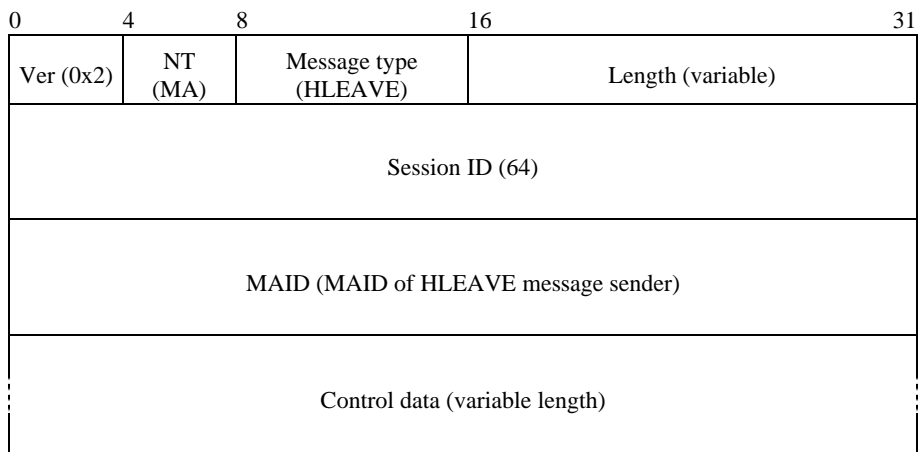 0 4 8 16 31
Ver (0x2) NT (MA) Message type (HLEAVE) Length (variable)
Session ID (64)
MAID (MAID of HLEAVE message sender)
Control data (variable length)